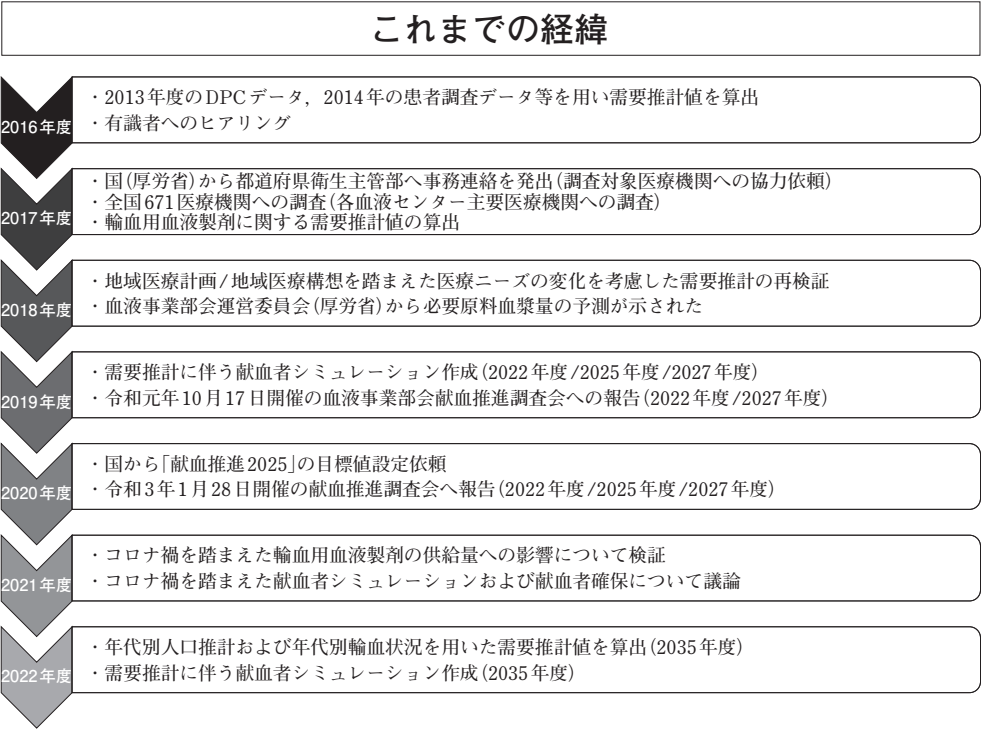 これまでの経緯
2016年度
・2013年度のDPCデータ，2014年の患者調査データ等を用い需要推計値を算出
・有識者へのヒアリング
2017年度
・国(厚労省)から都道府県衛生主管部へ事務連絡を発出(調査対象医療機関への協力依頼)
・全国671医療機関への調査(各血液センター主要医療機関への調査)
・輸血用血液製剤に関する需要推計値の算出
2018年度
・地域医療計画/地域医療構想を踏まえた医療ニーズの変化を考慮した需要推計の再検証
・血液事業部会運営委員会(厚労省)から必要原料血漿量の予測が示された
2019年度
・需要推計に伴う献血者シミュレーション作成(2022年度/2025年度/2027年度)
・令和元年10月17日開催の血液事業部会献血推進調査会への報告(2022年度/2027年度)
2020年度
・国から「献血推進2025」の目標値設定依頼
・令和3年1月28日開催の献血推進調査会へ報告(2022年度/2025年度/2027年度)
2021年度
・コロナ禍を踏まえた輸血用血液製剤の供給量への影響について検証
・コロナ禍を踏まえた献血者シミュレーションおよび献血者確保について議論
2022年度
・年代別人口推計および年代別輸血状況を用いた需要推計値を算出(2035年度)
・需要推計に伴う献血者シミュレーション作成(2035年度)